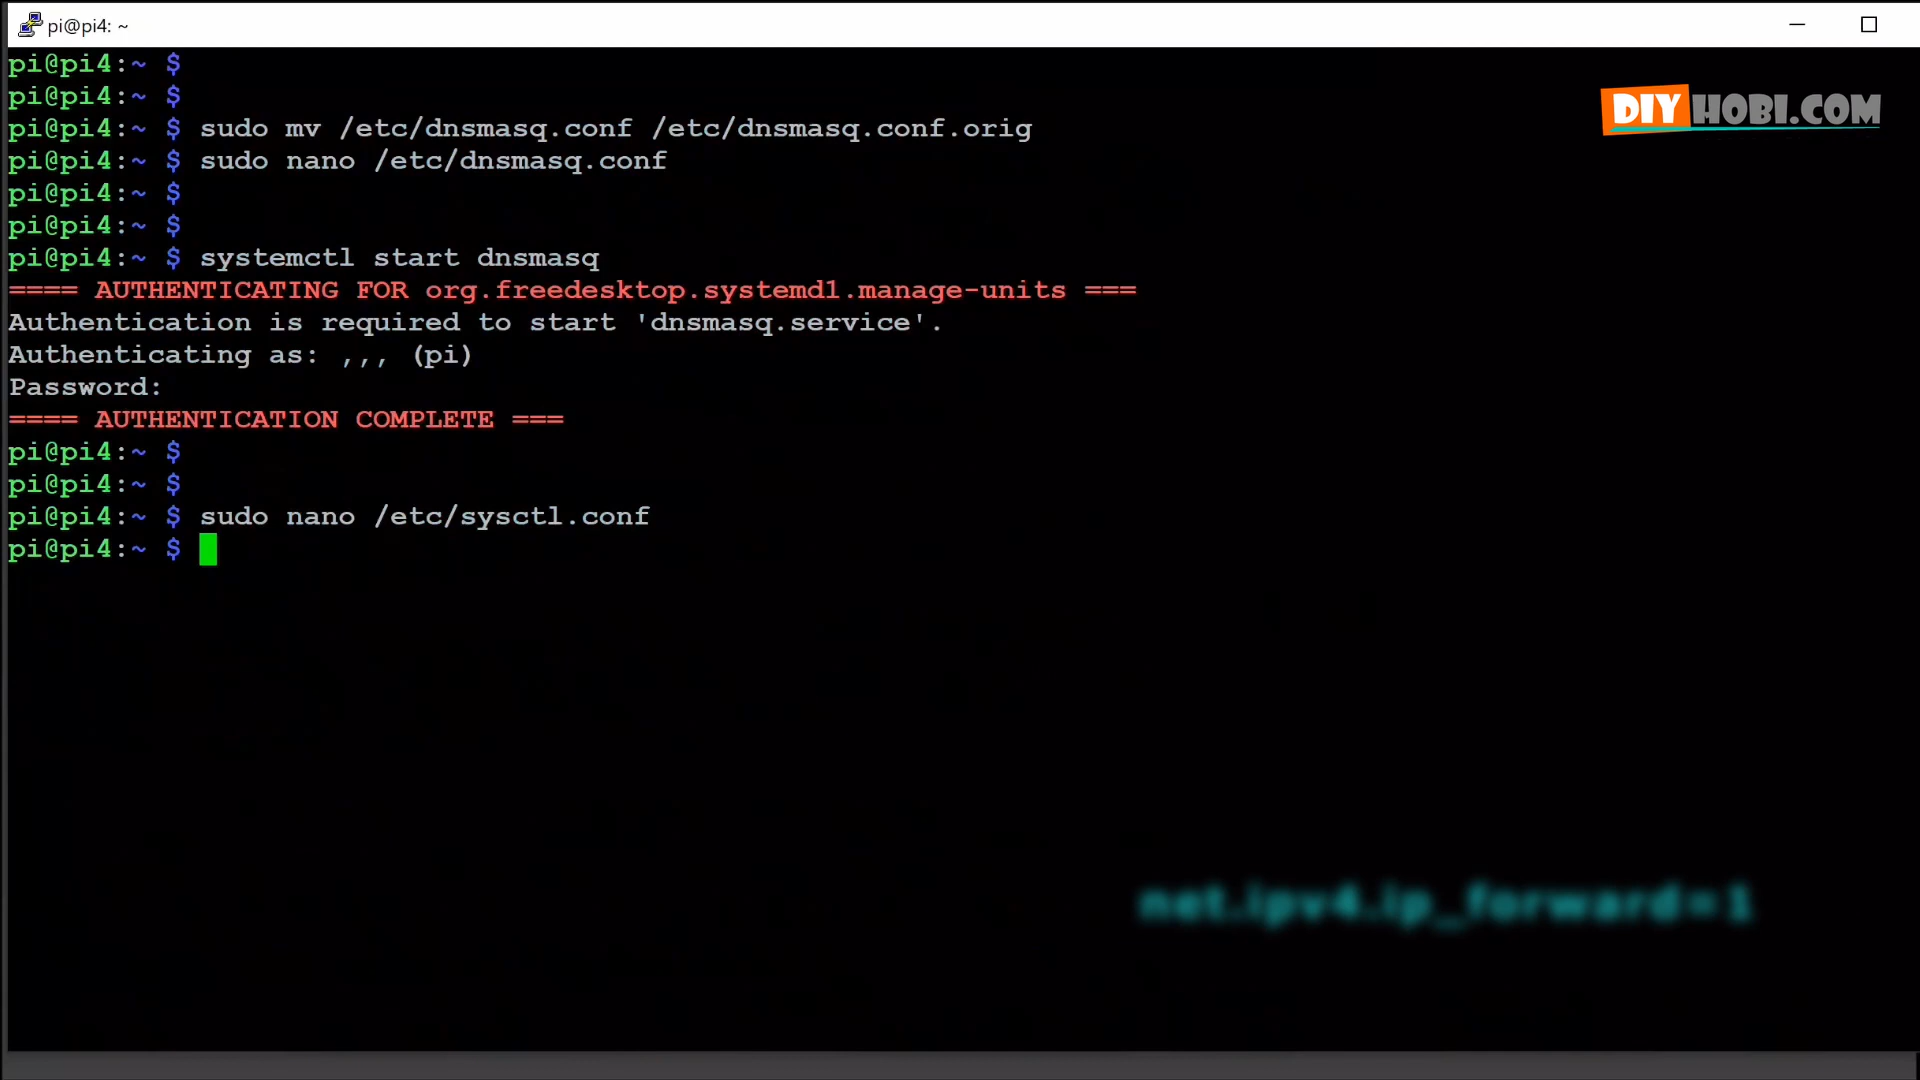 pi@pi4: ~
pi@pi4:~ $
pi@pi4:~ $
pi@pi4:~ $ sudo mv /etc/dnsmasq.conf /etc/dnsmasq.conf.orig
pi@pi4:~ $ sudo nano /etc/dnsmasq.conf
pi@pi4:~ $
pi@pi4:~ $
pi@pi4:~ $ systemctl start dnsmasq
==== AUTHENTICATING FOR org.freedesktop.systemd1.manage-units ===
Authentication is required to start 'dnsmasq.service'.
Authenticating as: ,,, (pi)
Password:
==== AUTHENTICATION COMPLETE ===
pi@pi4:~ $
pi@pi4:~ $
pi@pi4:~ $ sudo nano /etc/sysctl.conf
pi@pi4:~ $
DIYHOBI.COM
net.ipv4.ip_forward=1